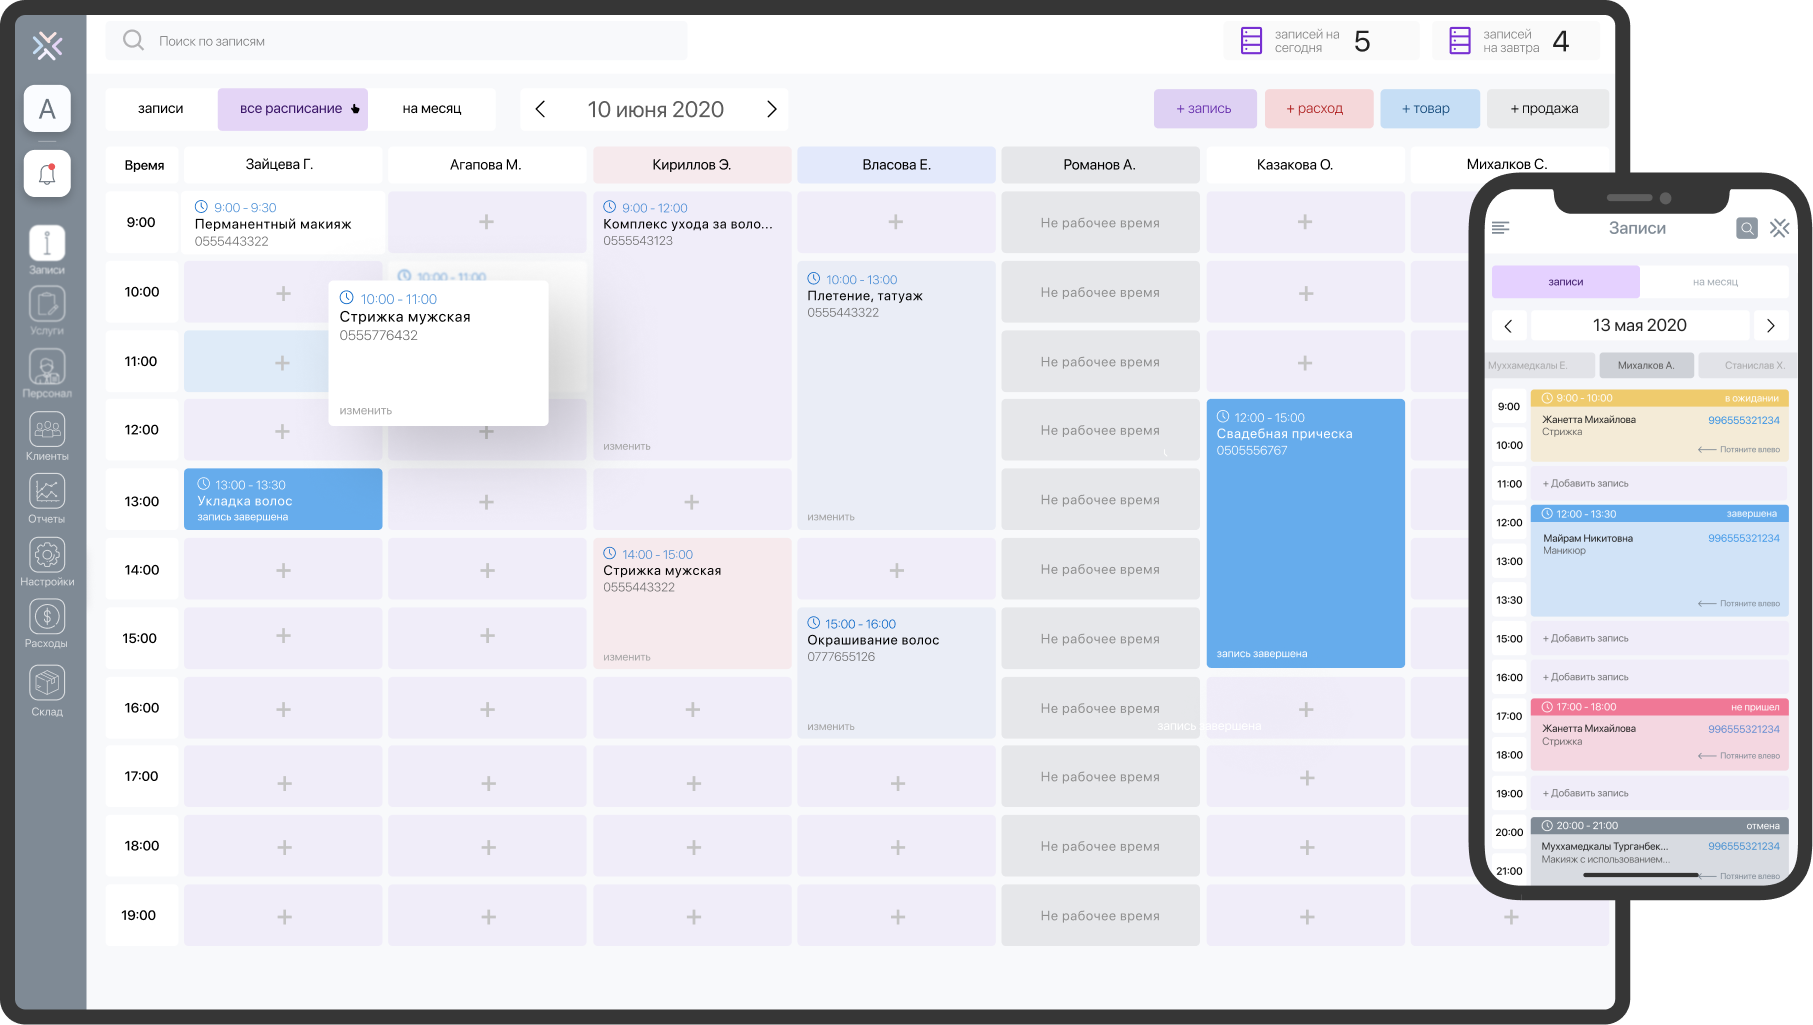 Поиск по записям
записей на
сегодня
5
записей
на завтра
4
A
записи
все расписание
на месяц
10 июня 2020
+ запись
+ расход
+ товар
+ продажа
Время
Зайцева Г.
Агапова М.
Кириллов Э.
Власова Е.
Романов А.
Казакова О.
Михалков С.
Записи
Услуги
Персонал
Клиенты
Отчеты
Настройки
Расходы
Склад
9:00
10:00
11:00
12:00
13:00
14:00
15:00
16:00
17:00
18:00
19:00
9:00 - 9:30
Перманентный макияж
0555443322
13:00 - 13:30
Укладка волос
запись завершена
10:00 - 11:00
10:00 - 11:00
Стрижка мужская
0555776432
изменить
9:00 - 12:00
Комплекс ухода за воло...
0555543123
изменить
14:00 - 15:00
Стрижка мужская
0555443322
изменить
10:00 - 13:00
Плетение, татуаж
0555443322
изменить
15:00 - 16:00
Окрашивание волос
0777655126
изменить
Не рабочее время
Не рабочее время
Не рабочее время
Не рабочее время
Не рабочее время
Не рабочее время
Не рабочее время
Не рабочее время
Не рабочее время
Не рабочее время
Не рабочее время
запись завершена
12:00 - 15:00
Свадебная прическа
0505556767
запись завершена
Записи
записи
на месяц
13 мая 2020
Муххамедкалы Е.
Михалков А.
Станислав Х.
9:00
10:00
11:00
12:00
13:00
13:30
15:00
16:00
17:00
18:00
19:00
20:00
21:00
9:00 - 10:00
в ожидании
Жанетта Михайлова
996555321234
Стрижка
Потяните влево
+ Добавить запись
12:00 - 13:30
завершена
Майрам Никитовна
996555321234
Маникюр
Потяните влево
+ Добавить запись
+ Добавить запись
17:00 - 18:00
не пришел
Жанетта Михайлова
996555321234
Стрижка
Потяните влево
+ Добавить запись
20:00 - 21:00
отмена
Муххамедкалы Турганбек...
996555321234
Макияж с использованием...
Потяните влево